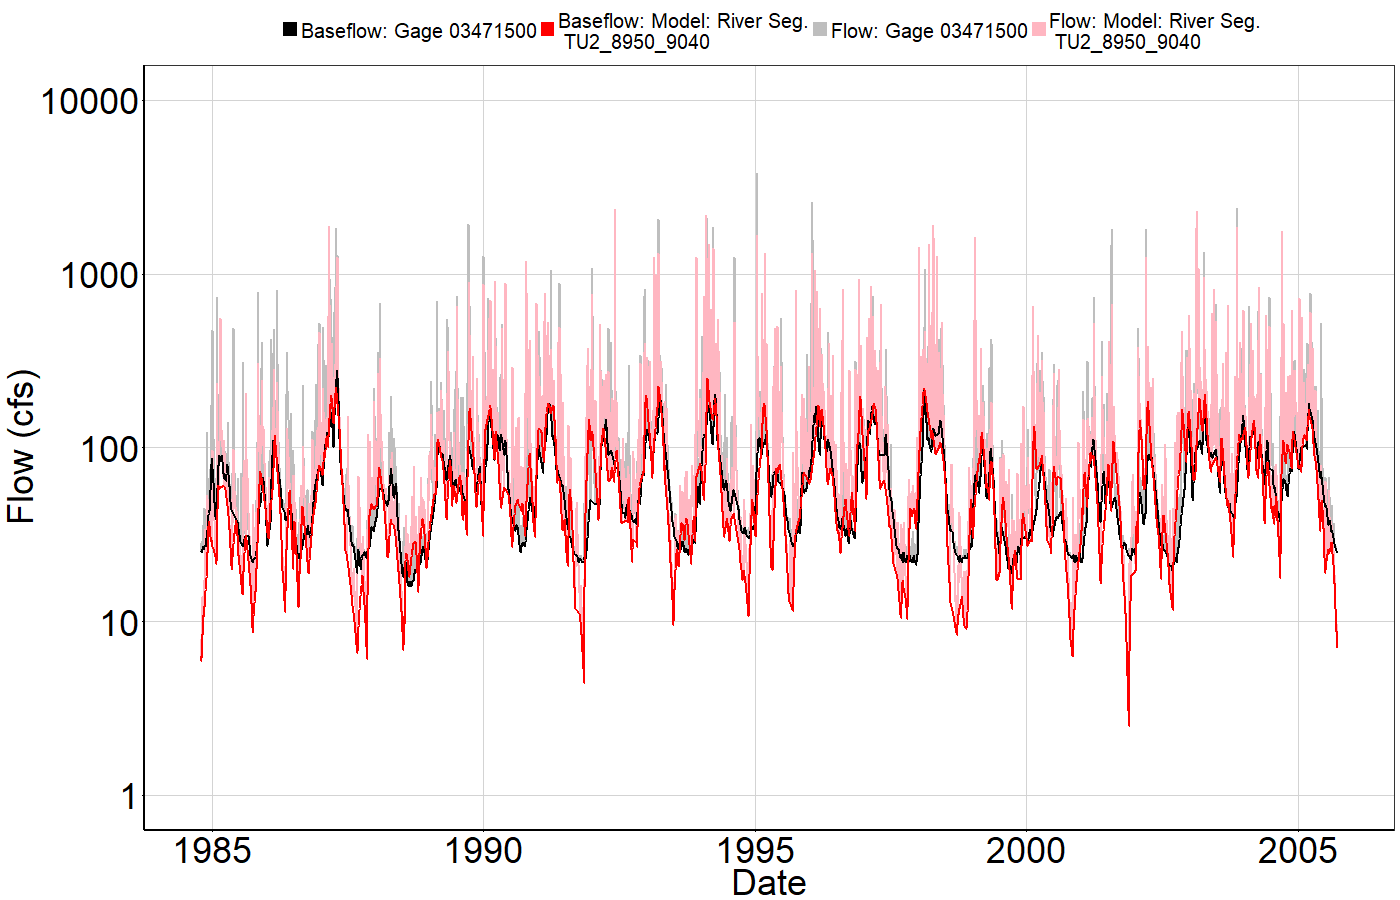 Baseflow: Gage 03471500
Baseflow: Model: River Seg.
TU2_8950_9040
Flow: Gage 03471500
Flow: Model: River Seg.
TU2_8950_9040
Flow (cfs)
10000
1000
100
10
1
1985
1990
1995
2000
2005
Date